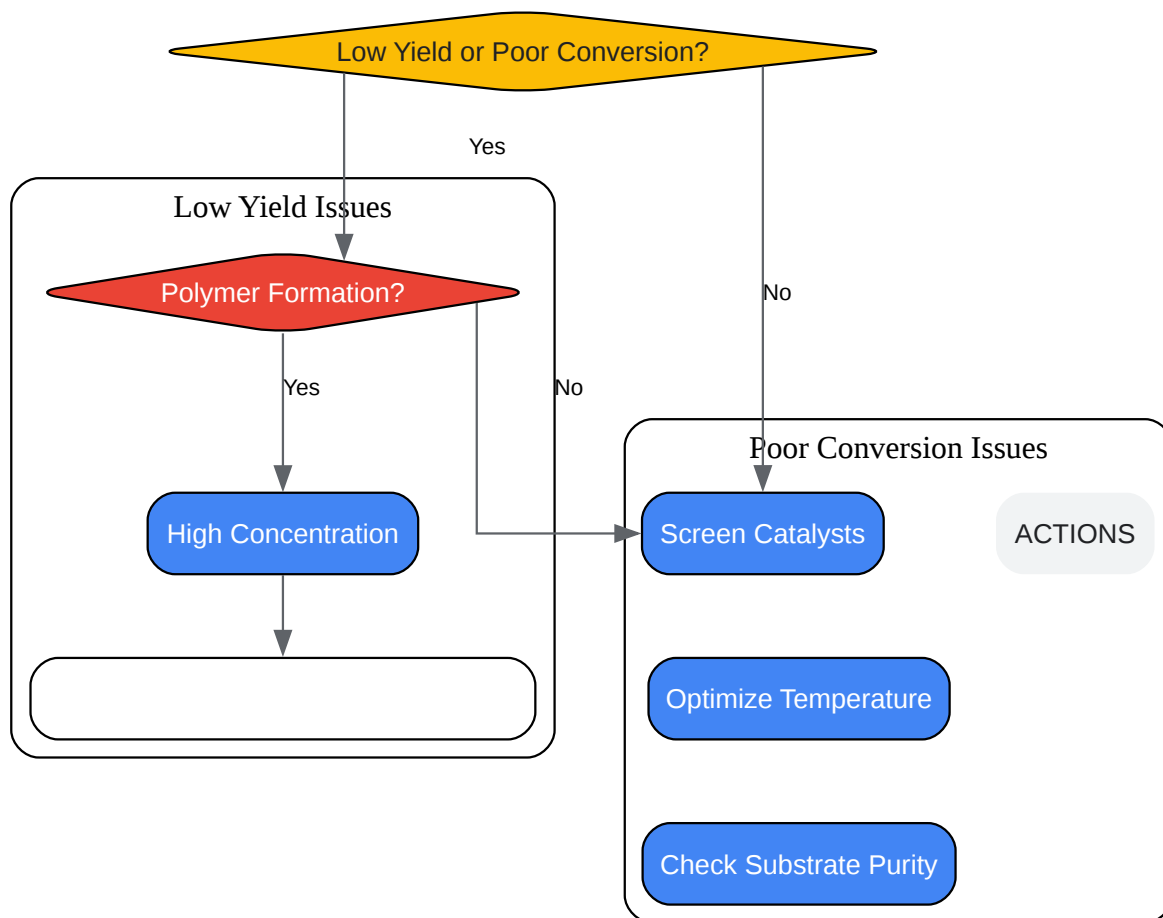 Low Yield or Poor Conversion?
Yes
Low Yield Issues
Polymer Formation?
No
Yes
No
Poor Conversion Issues
High Concentration
Screen Catalysts
ACTIONS
Optimize Temperature
Check Substrate Purity